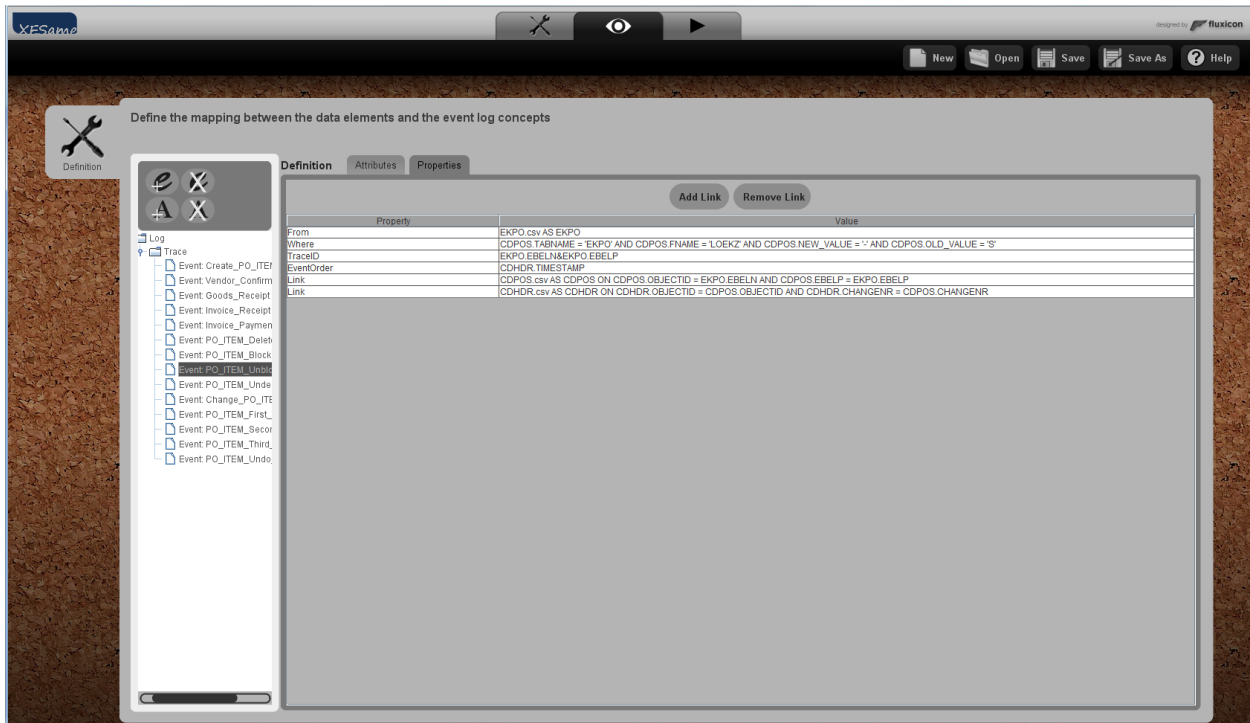 XESame
designed by fluxicon
New Open Save Save As Help
Define the mapping between the data elements and the event log concepts
Definition
Definition Attributes Properties
Add Link Remove Link
Property Value
From EKPO.csv AS EKPO
Where CDPOS.TABNAME = 'EKPO' AND CDPOS.FNAME = 'LOEKZ' AND CDPOS.NEW_VALUE = '-' AND CDPOS.OLD_VALUE = 'S'
TraceID EKPO.EBELN&EKPO.EBELP
EventOrder CDHDR.TIMESTAMP
Link CDPOS.csv AS CDPOS ON CDPOS.OBJECTID = EKPO.EBELN AND CDPOS.EBELP = EKPO.EBELP
Link CDHDR.csv AS CDHDR ON CDHDR.OBJECTID = CDPOS.OBJECTID AND CDHDR.CHANGENR = CDPOS.CHANGENR
Log
Trace
Event: Create_PO_ITEM
Event: Vendor_Confirm
Event: Goods_Receipt
Event: Invoice_Receipt
Event: Invoice_Paymen
Event: PO_ITEM_Delet
Event: PO_ITEM_Block
Event: PO_ITEM_Unblo
Event: PO_ITEM_Unde
Event: Change_PO_ITE
Event: PO_ITEM_First_
Event: PO_ITEM_Secor
Event: PO_ITEM_Third_
Event: PO_ITEM_Undo_